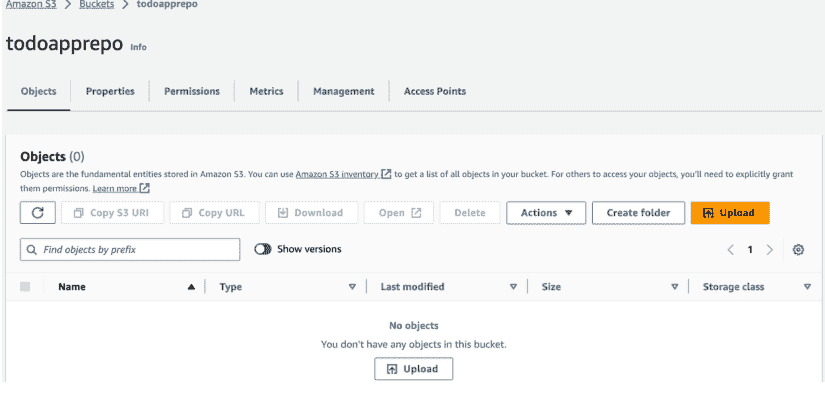 Amazon S3 > Buckets > todoapprepo
todoapprepo Info
Objects Properties Permissions Metrics Management Access Points
Objects (0)
Objects are the fundamental entities stored in Amazon S3. You can use Amazon S3 inventory to get a list of all objects in your bucket. For others to access your objects, you'll need to explicitly grant
them permissions. Learn more
Copy S3 URI Copy URL Download Open Delete Actions Create folder Upload
Find objects by prefix Show versions 1
Name Type Last modified Size Storage class
No objects
You don't have any objects in this bucket.
Upload